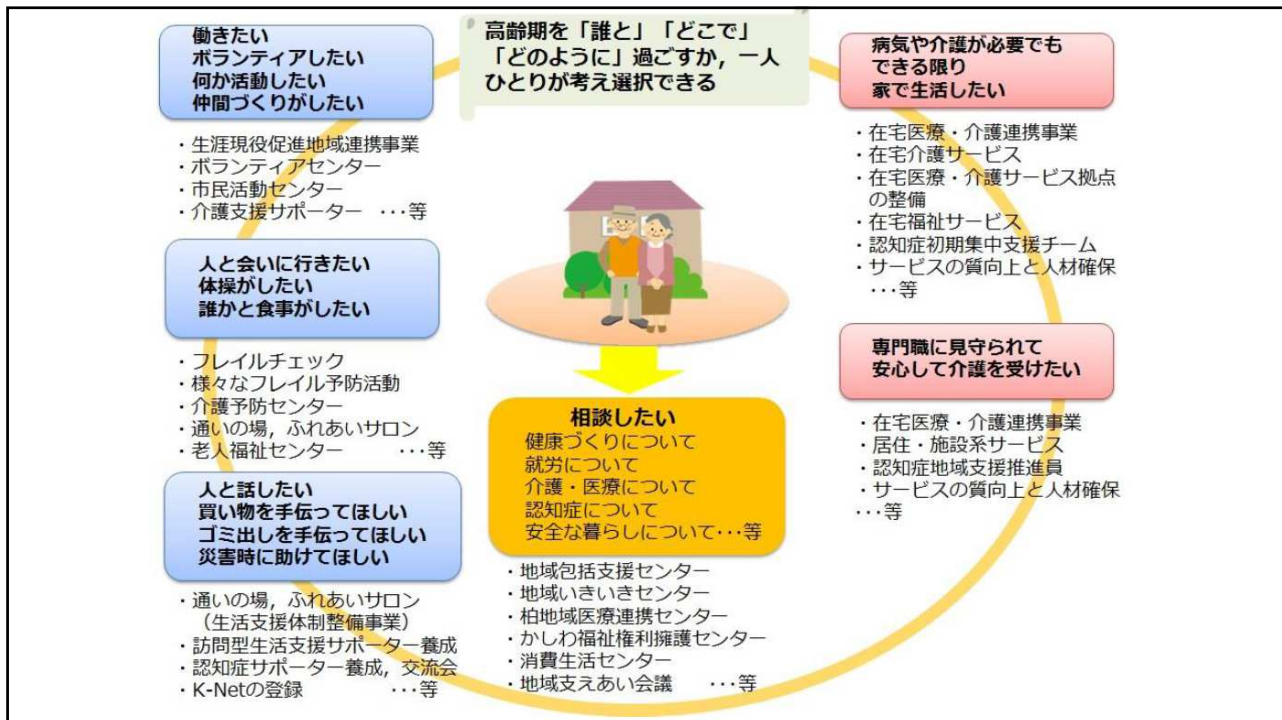 高齢期を「誰と」「どこで」
「どのように」過ごすか，一人
ひとりが考え選択できる
働きたい
ボランティアしたい
何か活動したい
仲間づくりがしたい
・生涯現役促進地域連携事業
・ボランティアセンター
・市民活動センター
・介護支援サポーター ･･･等
人と会いに行きたい
体操がしたい
誰かと食事がしたい
・フレイルチェック
・様々なフレイル予防活動
・介護予防センター
・通いの場，ふれあいサロン
・老人福祉センター ･･･等
人と話したい
買い物を手伝ってほしい
ゴミ出しを手伝ってほしい
災害時に助けてほしい
・通いの場，ふれあいサロン
（生活支援体制整備事業）
・訪問型生活支援サポーター養成
・認知症サポーター養成，交流会
・K-Netの登録 ･･･等
相談したい
健康づくりについて
就労について
介護・医療について
認知症について
安全な暮らしについて･･･等
・地域包括支援センター
・地域いきいきセンター
・柏地域医療連携センター
・かしわ福祉権利擁護センター
・消費生活センター
・地域支えあい会議 ･･･等
病気や介護が必要でも
できる限り
家で生活したい
・在宅医療・介護連携事業
・在宅介護サービス
・在宅医療・介護サービス拠点
の整備
・在宅福祉サービス
・認知症初期集中支援チーム
・サービスの質向上と人材確保
･･･等
専門職に見守られて
安心して介護を受けたい
・在宅医療・介護連携事業
・居住・施設系サービス
・認知症地域支援推進員
・サービスの質向上と人材確保
･･･等